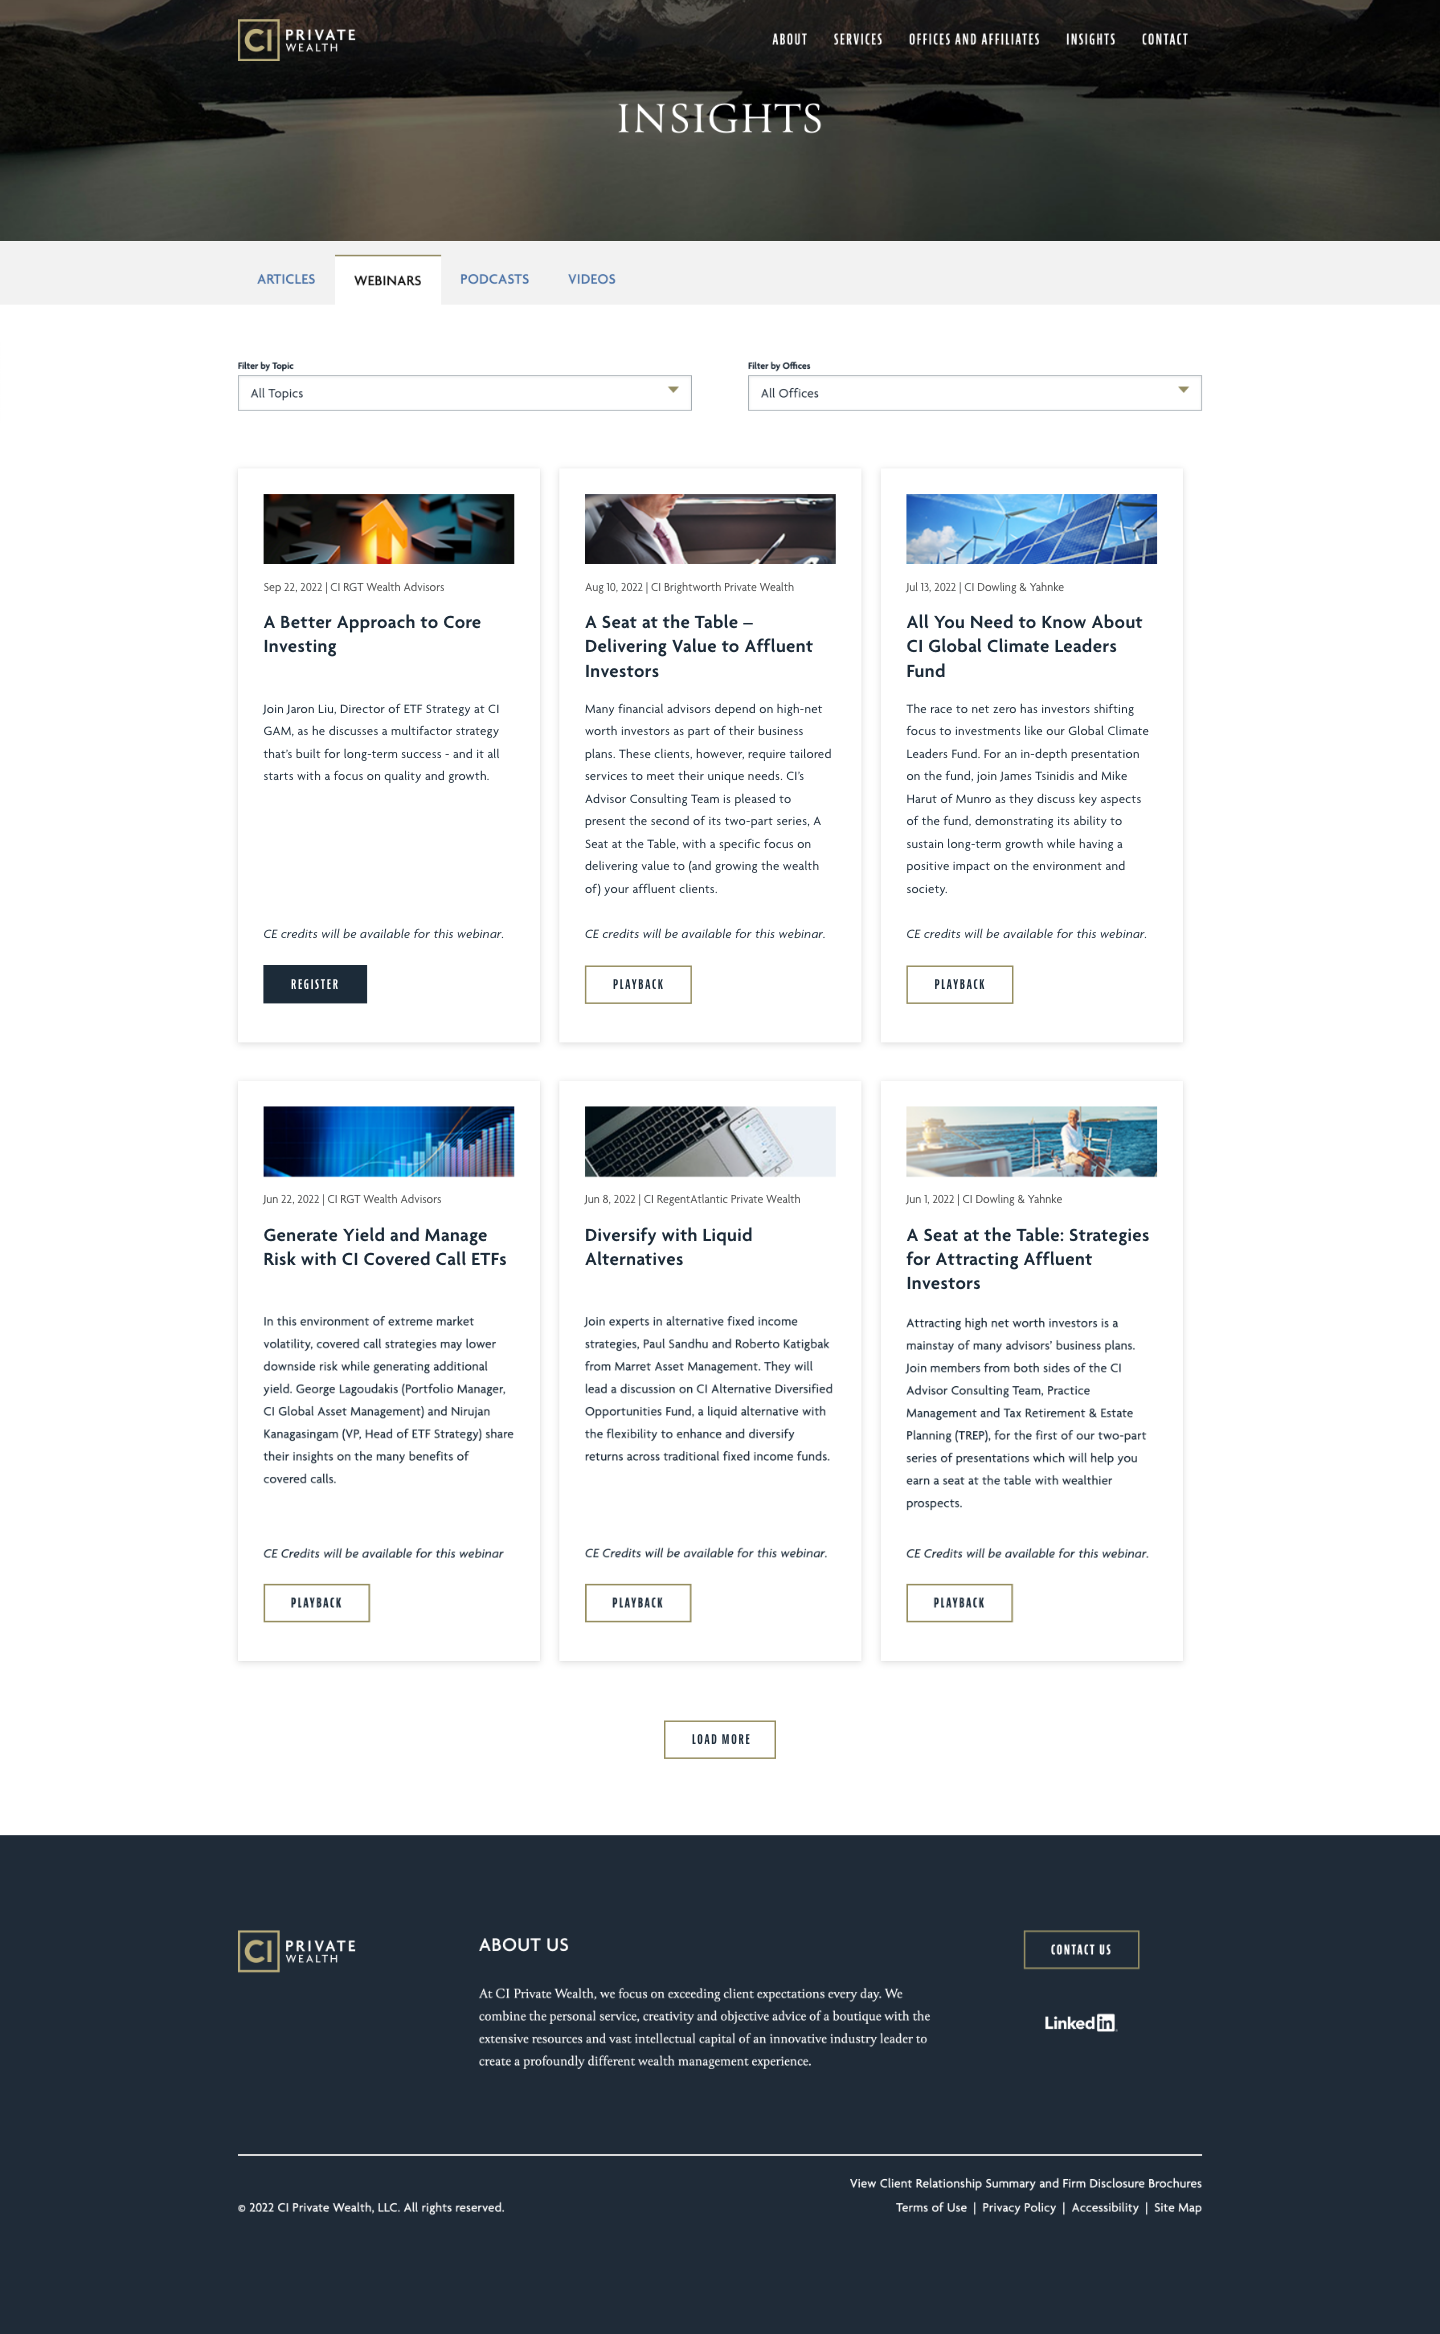 CI PRIVATE
WEALTH
ABOUT SERVICES OFFICES AND AFFILIATES INSIGHTS CONTACT
INSIGHTS
ARTICLES WEBINARS PODCASTS VIDEOS
Filter by Topic
All Topics
Filter by Offices
All Offices
Sep 22, 2022 | CI RGT Wealth Advisors
A Better Approach to Core
Investing
Join Jaron Liu, Director of ETF Strategy at CI
GAM, as he discusses a multifactor strategy
that's built for long-term success - and it all
starts with a focus on quality and growth.
CE credits will be available for this webinar.
REGISTER
Aug 10, 2022 | CI Brightworth Private Wealth
A Seat at the Table –
Delivering Value to Affluent
Investors
Many financial advisors depend on high-net
worth investors as part of their business
plans. These clients, however, require tailored
services to meet their unique needs. CI's
Advisor Consulting Team is pleased to
present the second of its two-part series, A
Seat at the Table, with a specific focus on
delivering value to (and growing the wealth
of) your affluent clients.
CE credits will be available for this webinar.
PLAYBACK
Jul 13, 2022 | CI Dowling & Yahnke
All You Need to Know About
CI Global Climate Leaders
Fund
The race to net zero has investors shifting
focus to investments like our Global Climate
Leaders Fund. For an in-depth presentation
on the fund, join James Tsinidis and Mike
Harut of Munro as they discuss key aspects
of the fund, demonstrating its ability to
sustain long-term growth while having a
positive impact on the environment and
society.
CE credits will be available for this webinar.
PLAYBACK
Jun 22, 2022 | CI RGT Wealth Advisors
Generate Yield and Manage
Risk with CI Covered Call ETFs
In this environment of extreme market
volatility, covered call strategies may lower
downside risk while generating additional
yield. George Lagoudakis (Portfolio Manager,
CI Global Asset Management) and Nirujan
Kanagasingam (VP, Head of ETF Strategy) share
their insights on the many benefits of
covered calls.
CE Credits will be available for this webinar
PLAYBACK
Jun 8, 2022 | CI RegentAtlantic Private Wealth
Diversify with Liquid
Alternatives
Join experts in alternative fixed income
strategies, Paul Sandhu and Roberto Katigbak
from Marret Asset Management. They will
lead a discussion on CI Alternative Diversified
Opportunities Fund, a liquid alternative with
the flexibility to enhance and diversify
returns across traditional fixed income funds.
CE Credits will be available for this webinar.
PLAYBACK
Jun 1, 2022 | CI Dowling & Yahnke
A Seat at the Table: Strategies
for Attracting Affluent
Investors
Attracting high net worth investors is a
mainstay of many advisors' business plans.
Join members from both sides of the CI
Advisor Consulting Team, Practice
Management and Tax Retirement & Estate
Planning (TREP), for the first of our two-part
series of presentations which will help you
earn a seat at the table with wealthier
prospects.
CE Credits will be available for this webinar.
PLAYBACK
LOAD MORE
CI PRIVATE
WEALTH
ABOUT US
At CI Private Wealth, we focus on exceeding client expectations every day. We
combine the personal service, creativity and objective advice of a boutique with the
extensive resources and vast intellectual capital of an innovative industry leader to
create a profoundly different wealth management experience.
CONTACT US
Linked in
View Client Relationship Summary and Firm Disclosure Brochures
© 2022 CI Private Wealth, LLC. All rights reserved.
Terms of Use | Privacy Policy | Accessibility | Site Map